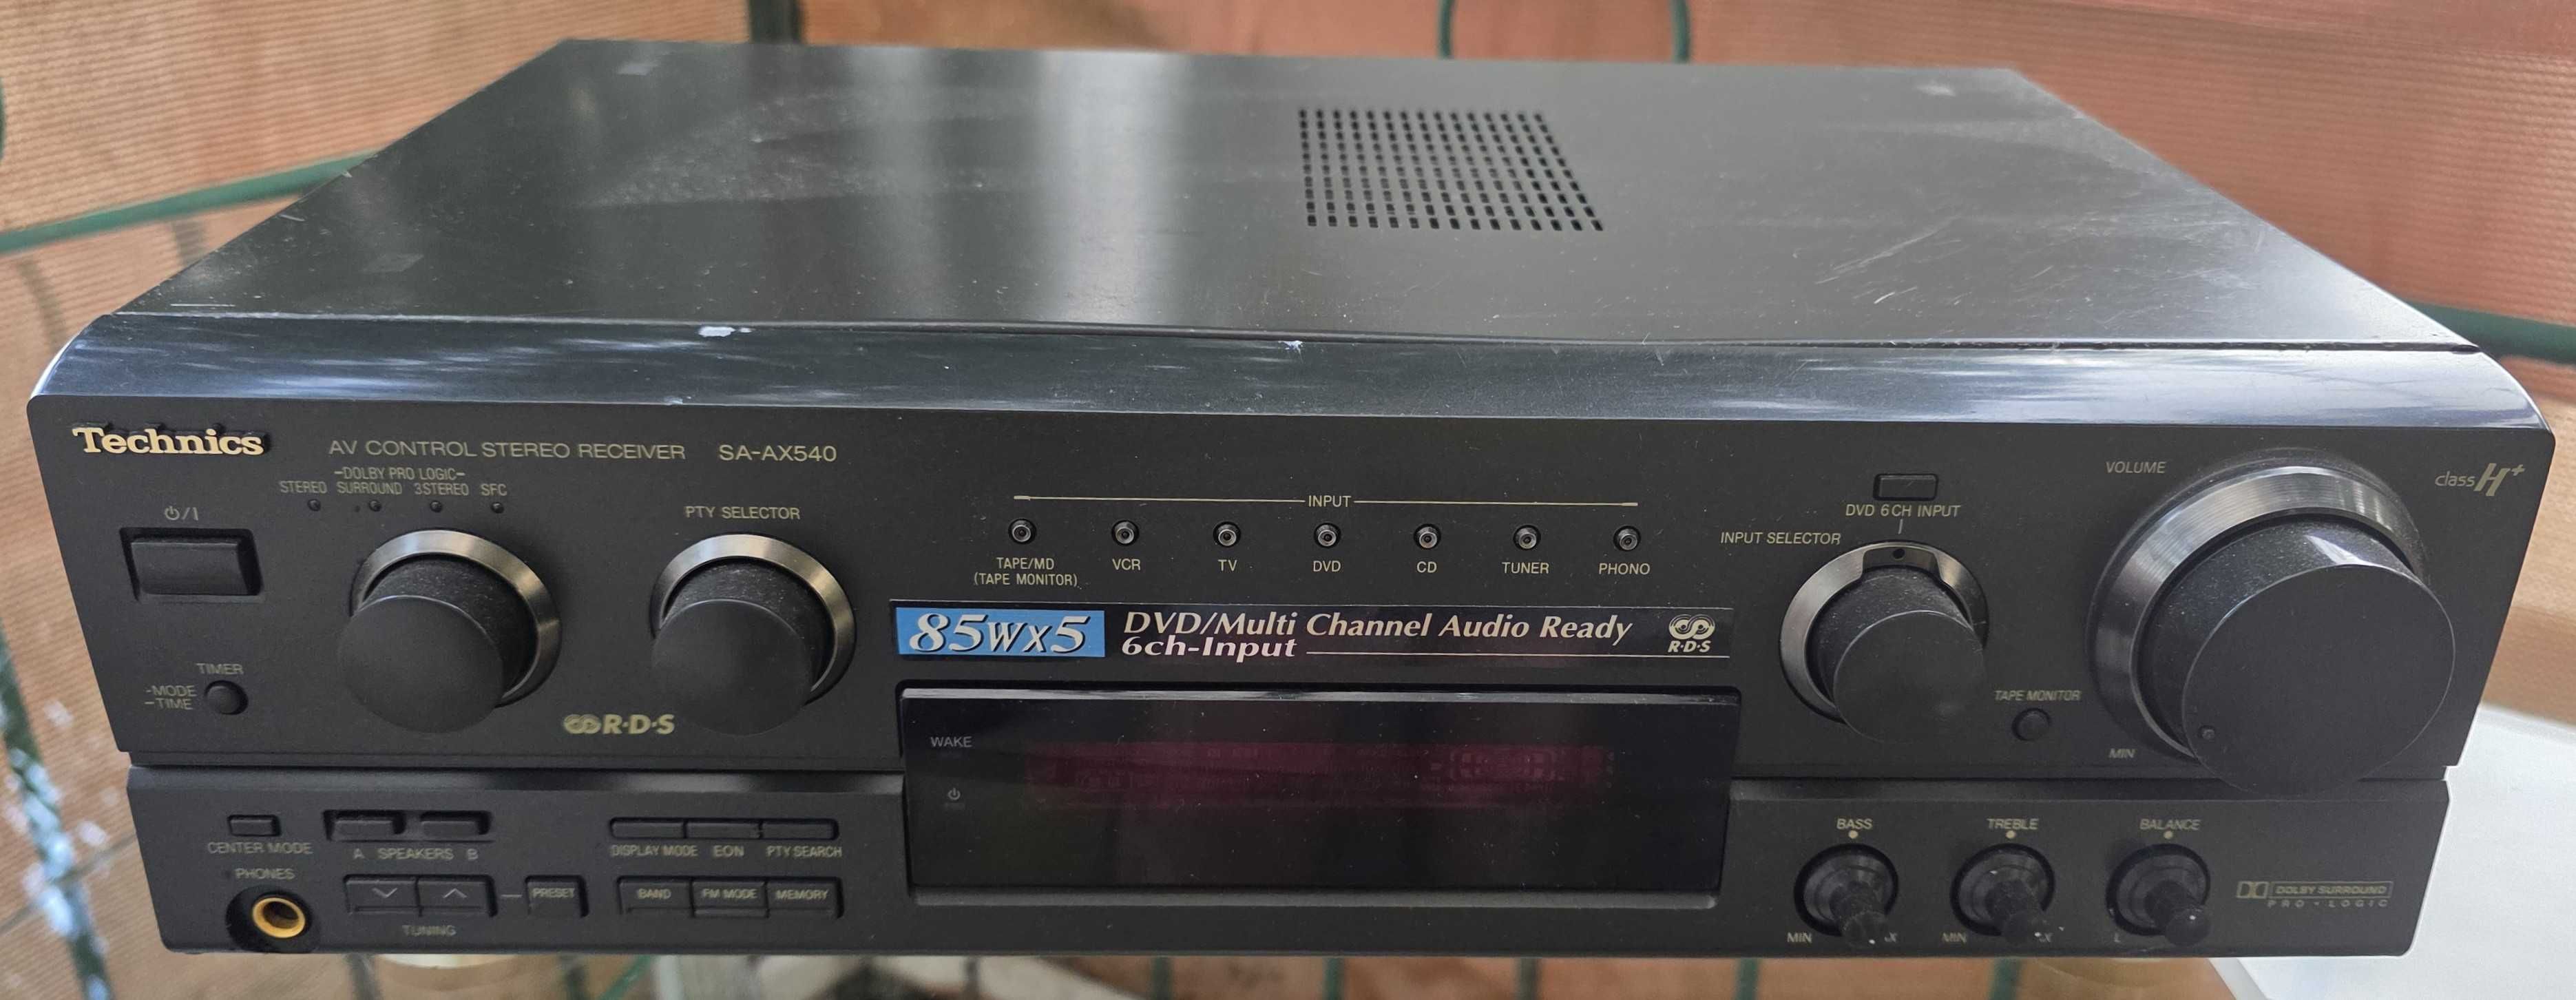 Technics
AV CONTROL STEREO RECEIVER SA-AX540
-DOLBY PRO LOGIC-
STEREO SURROUND 3STEREO SFC
⏻/I
PTY SELECTOR
INPUT
TAPE/MD
(TAPE MONITOR)
VCR
TV
DVD
CD
TUNER
PHONO
DVD 6CH INPUT
INPUT SELECTOR
VOLUME
class H+
85WX5
DVD/Multi Channel Audio Ready
6ch-Input
R·D·S
TIMER
-MODE
-TIME
R·D·S
TAPE MONITOR
MIN
WAKE
CENTER MODE
A SPEAKERS B
DISPLAY MODE EON PTY SEARCH
PHONES
PRESET
BAND FM MODE MEMORY
TUNING
BASS
TREBLE
BALANCE
MIN
MIN
L
DOLBY SURROUND
PRO · LOGIC